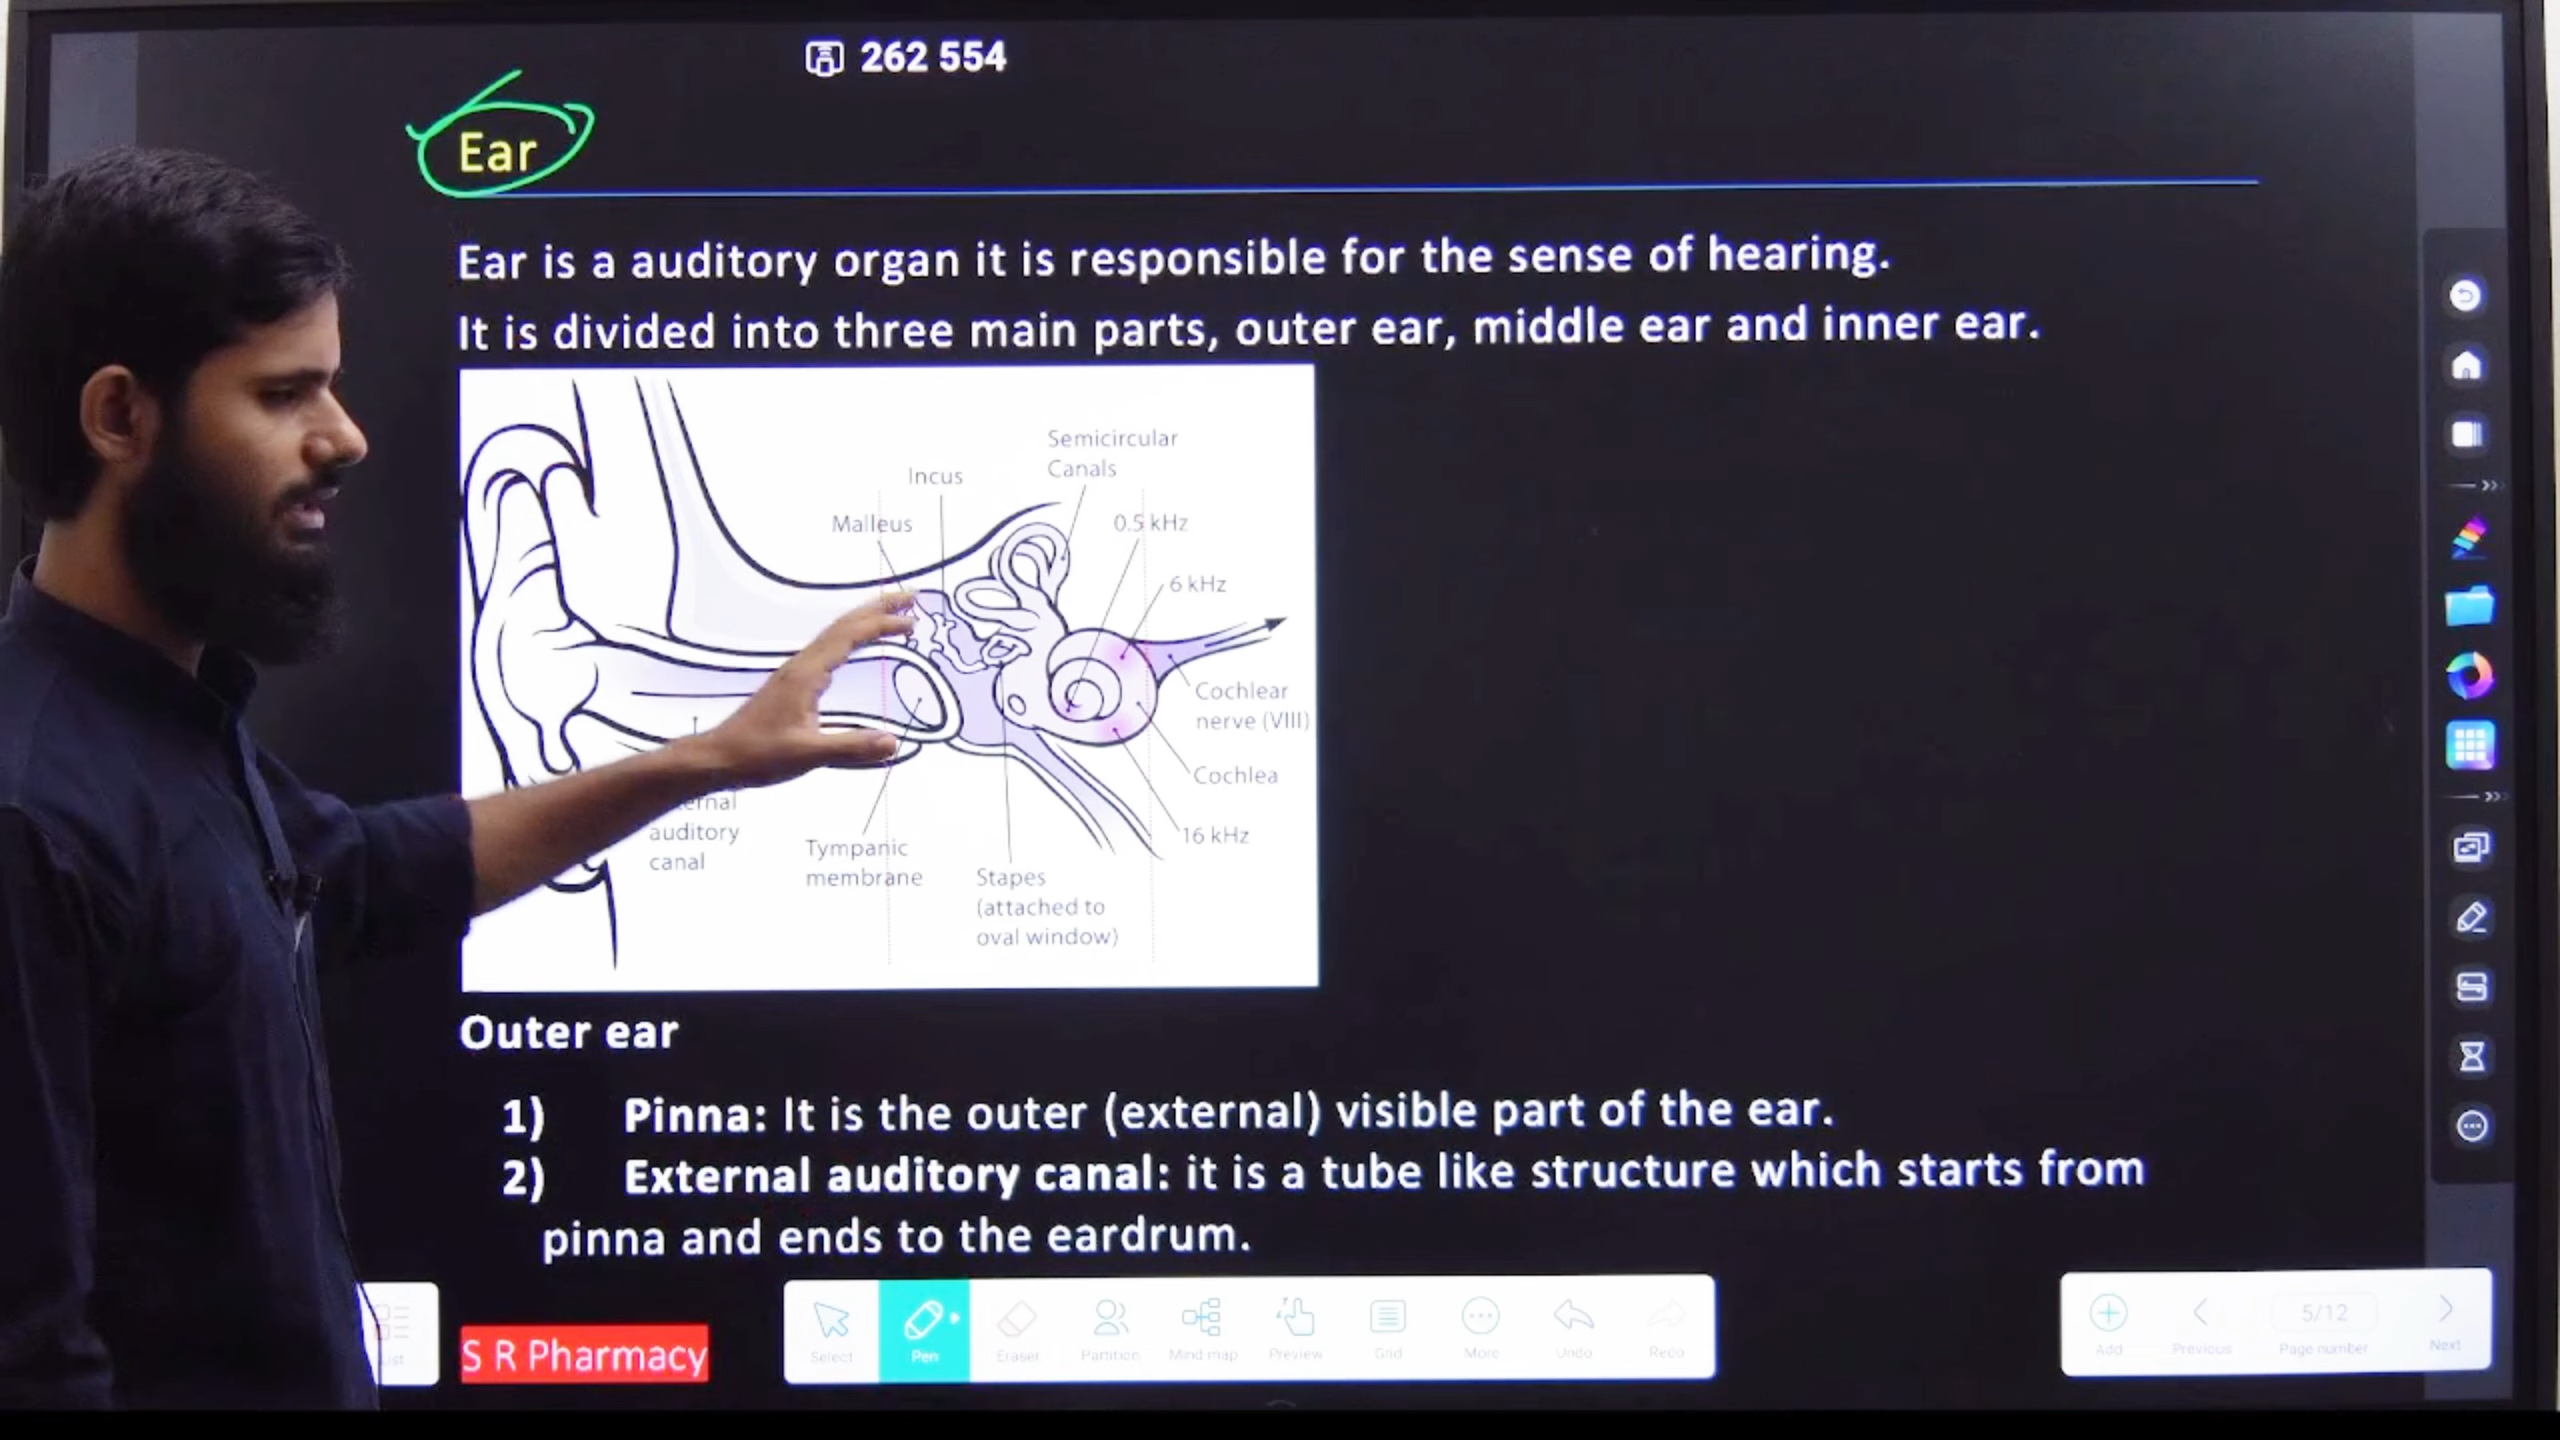 262 554
Ear
Ear is a auditory organ it is responsible for the sense of hearing.
It is divided into three main parts, outer ear, middle ear and inner ear.
Semicircular
Canals
Incus
Malleus
0.5 kHz
6 kHz
Cochlear
nerve (VIII)
Cochlea
16 kHz
auditory
canal
Tympanic
membrane
Stapes
(attached to
oval window)
Outer ear
1) Pinna: It is the outer (external) visible part of the ear.
2) External auditory canal: it is a tube like structure which starts from
pinna and ends to the eardrum.
S R Pharmacy
Select Pen Eraser Partition Mind map Preview Grid More Undo Redo
5/12
Add Previous Page number Next